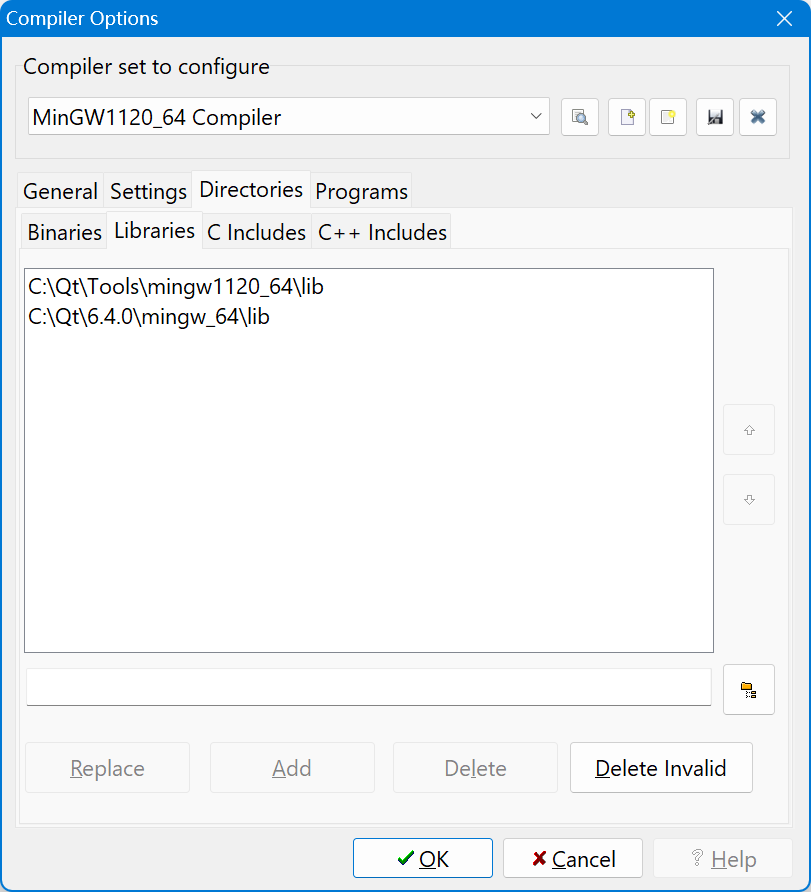 Compiler Options
Compiler set to configure
MinGW1120_64 Compiler
General Settings Directories Programs
Binaries Libraries C Includes C++ Includes
C:\Qt\Tools\mingw1120_64\lib
C:\Qt\6.4.0\mingw_64\lib
Replace Add Delete Delete Invalid
OK Cancel ? Help